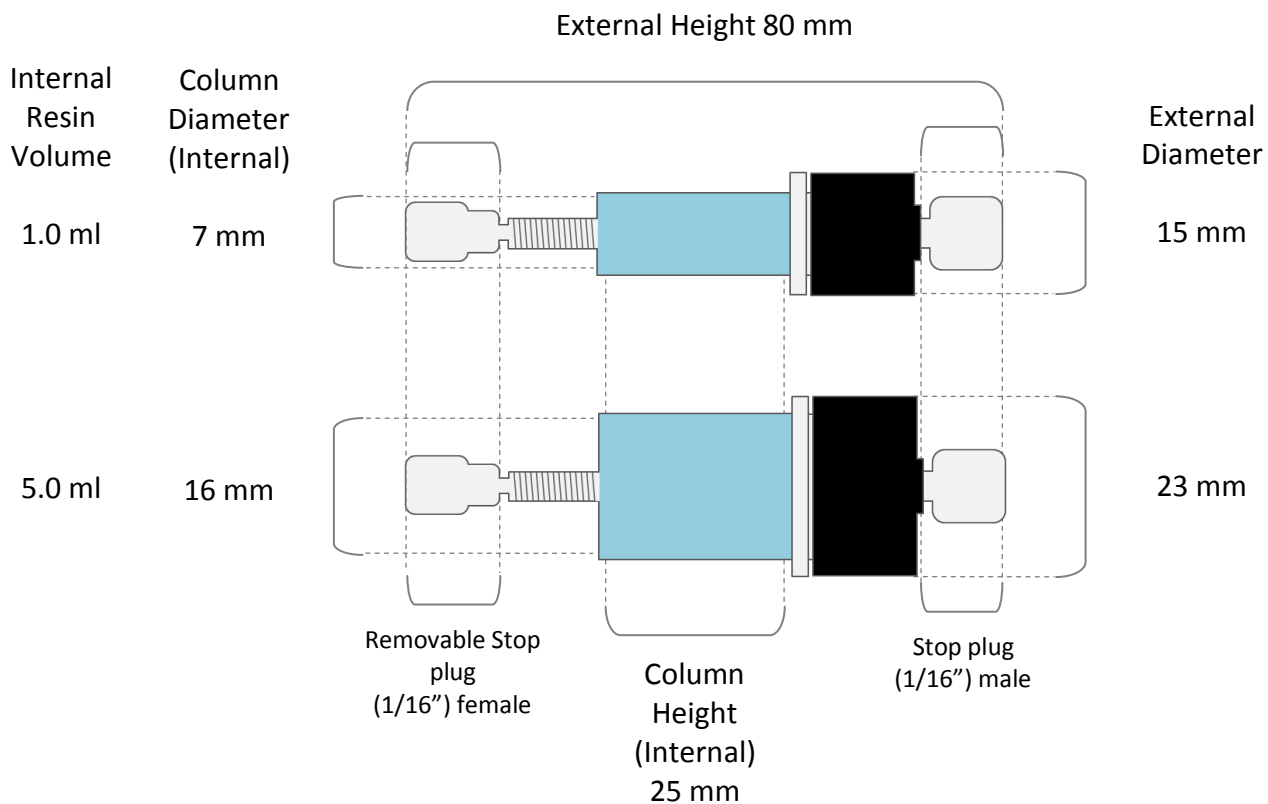 External Height 80 mm
Internal
Resin
Volume
Column
Diameter
(Internal)
External
Diameter
1.0 ml
7 mm
15 mm
5.0 ml
16 mm
23 mm
Removable Stop
plug
(1/16”) female
Stop plug
(1/16”) male
Column
Height
(Internal)
25 mm